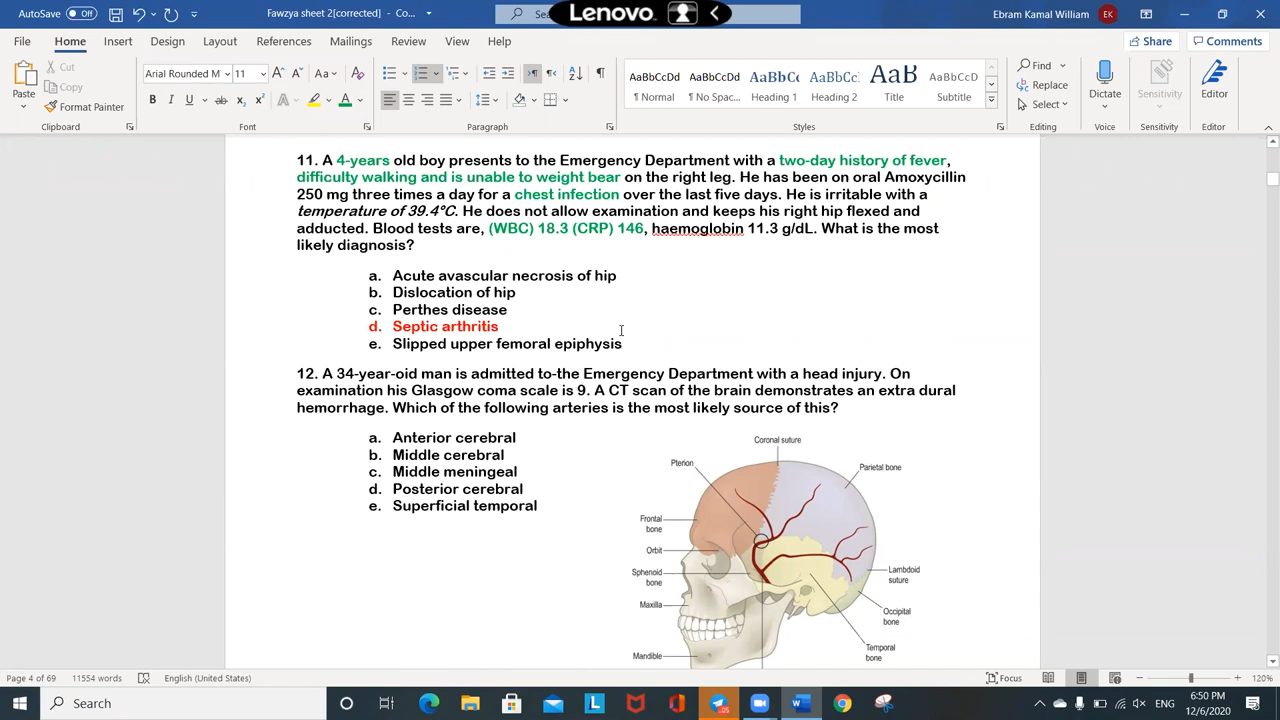 AutoSave Off
Fawzya sheet2[corrected]
Lenovo
Ebram Kamal William
EK
File Home Insert Design Layout References Mailings Review View Help
Share Comments
Paste
Cut
Copy
Format Painter
Clipboard
Arial Rounded M 11
Font
Paragraph
AaBbCcDd AaBbCcDd AaBbCc AaBbCc AaB AaBbCcD
¶ Normal ¶ No Spac... Heading 1 Heading 2 Title Subtitle
Styles
Find
Replace
Select
Editing
Dictate
Voice
Sensitivity
Sensitivity
Editor
Editor
11. A 4-years old boy presents to the Emergency Department with a two-day history of fever,
difficulty walking and is unable to weight bear on the right leg. He has been on oral Amoxycillin
250 mg three times a day for a chest infection over the last five days. He is irritable with a
temperature of 39.4°C. He does not allow examination and keeps his right hip flexed and
adducted. Blood tests are, (WBC) 18.3 (CRP) 146, haemoglobin 11.3 g/dL. What is the most
likely diagnosis?
a. Acute avascular necrosis of hip
b. Dislocation of hip
c. Perthes disease
d. Septic arthritis
e. Slipped upper femoral epiphysis
12. A 34-year-old man is admitted to-the Emergency Department with a head injury. On
examination his Glasgow coma scale is 9. A CT scan of the brain demonstrates an extra dural
hemorrhage. Which of the following arteries is the most likely source of this?
a. Anterior cerebral
b. Middle cerebral
c. Middle meningeal
d. Posterior cerebral
e. Superficial temporal
Coronal suture
Pterion
Parietal bone
Frontal
bone
Orbit
Sphenoid
bone
Maxilla
Mandible
Lambdoid
suture
Occipital
bone
Temporal
bone
Page 4 of 69 11554 words English (United States)
Focus
120%
Search
ENG
6:50 PM
12/6/2020